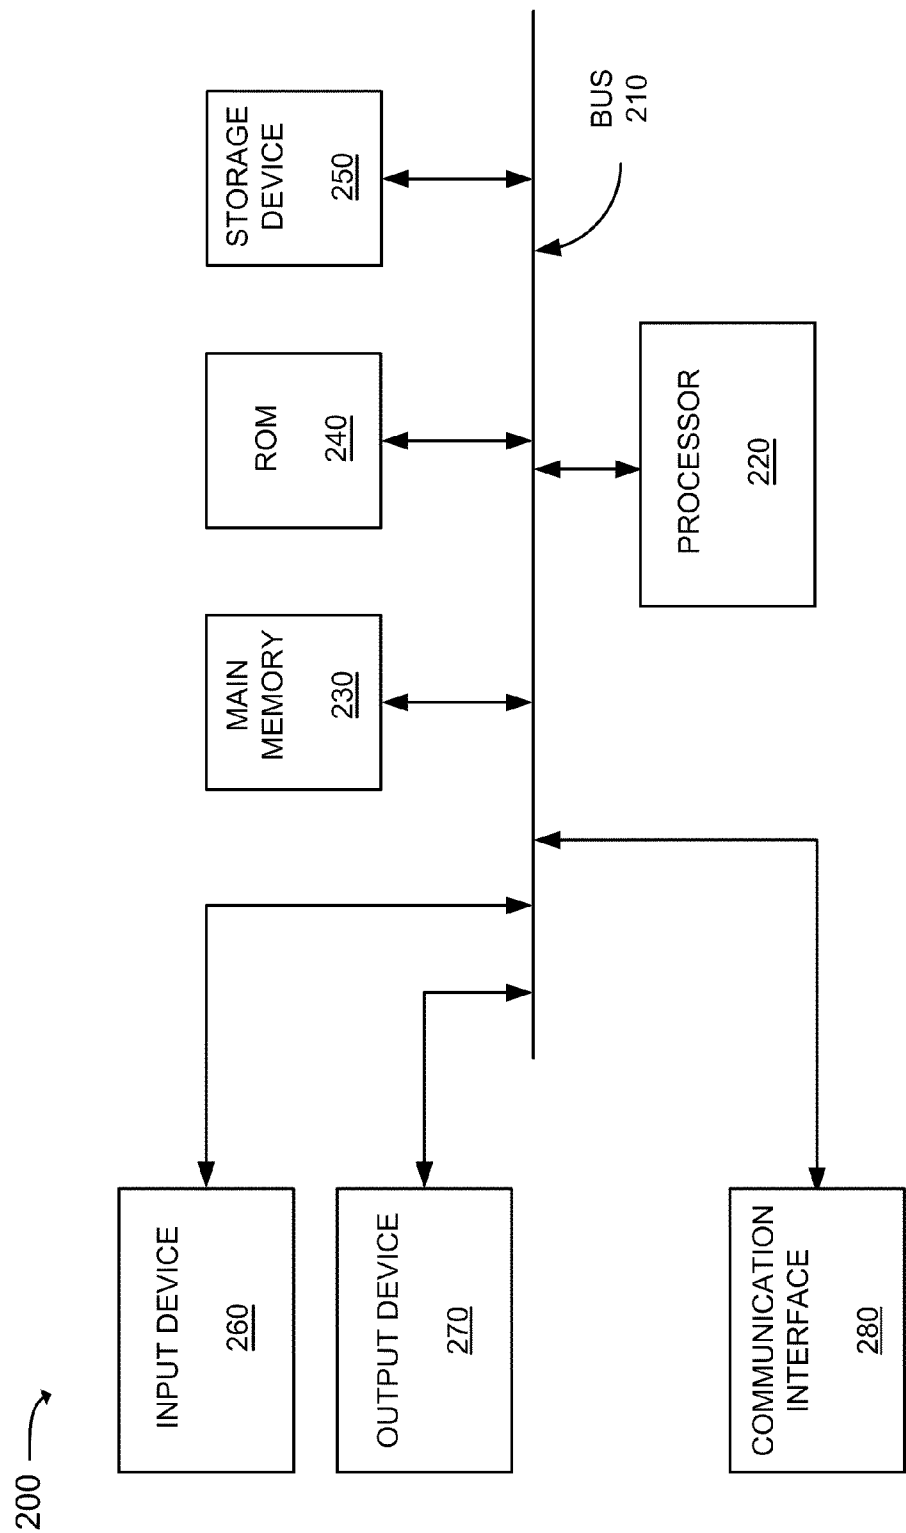 200
INPUT DEVICE
260
OUTPUT DEVICE
270
COMMUNICATION
INTERFACE
280
MAIN
MEMORY
230
ROM
240
STORAGE
DEVICE
250
PROCESSOR
220
BUS
210